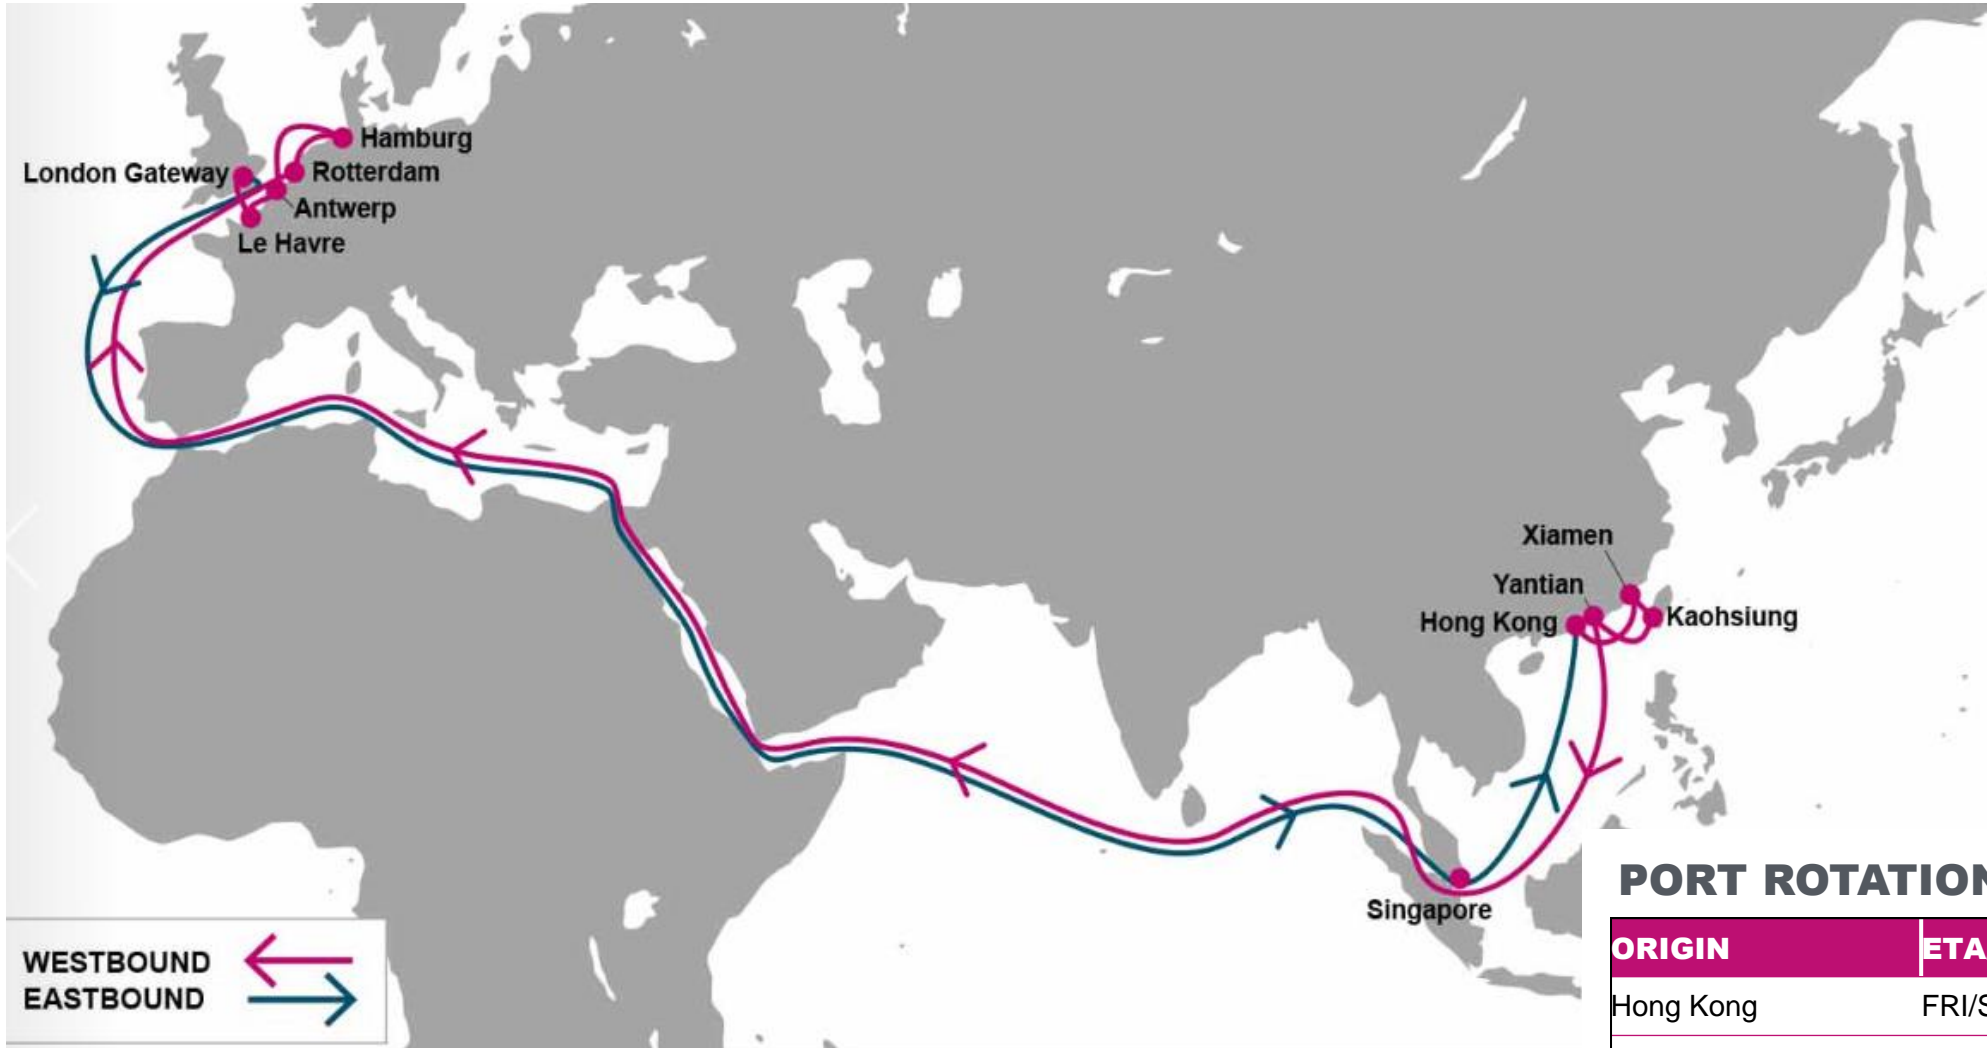 Hamburg
London Gateway
Rotterdam
Antwerp
Le Havre
Xiamen
Yantian
Hong Kong
Kaohsiung
Singapore
WESTBOUND
EASTBOUND
PORT ROTATION
ORIGIN ETA
Hong Kong FRI/S